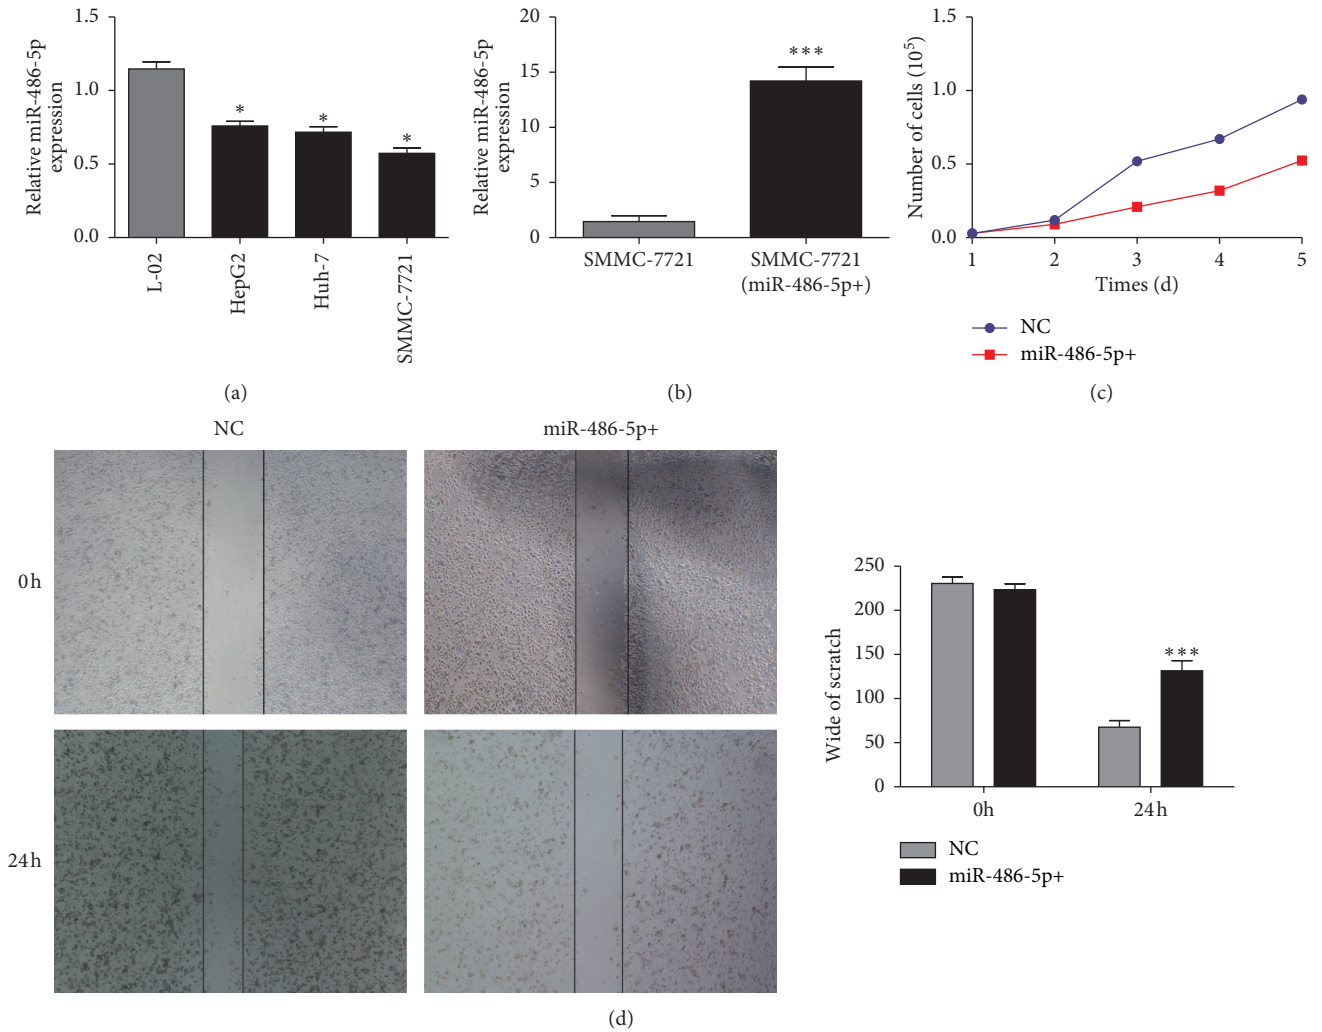 Relative miR-486-5p
expression
1.5
1.0
0.5
0.0
*
*
*
L-02
HepG2
Huh-7
SMMC-7721
(a)
Relative miR-486-5p
expression
20
15
10
5
0
***
SMMC-7721
SMMC-7721
(miR-486-5p+)
(b)
Number of cells (10⁵)
1.5
1.0
0.5
0.0
1 2 3 4 5
Times (d)
NC
miR-486-5p+
(c)
NC
miR-486-5p+
0h
24h
Wide of scratch
250
200
150
100
50
0
***
0h
24h
NC
miR-486-5p+
(d)